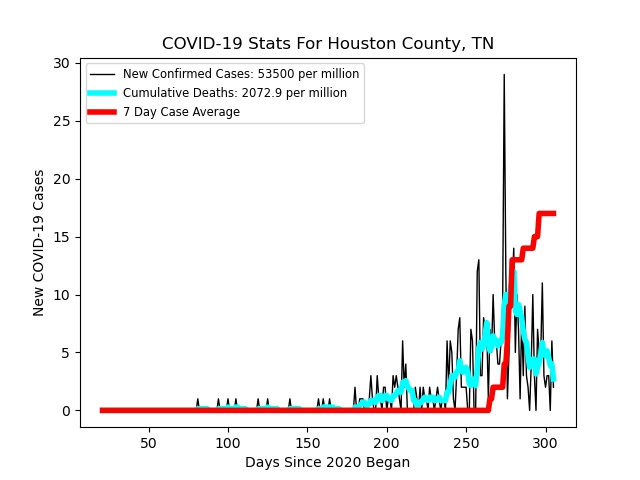 COVID-19 Stats For Houston County, TN
New Confirmed Cases: 53500 per million
Cumulative Deaths: 2072.9 per million
7 Day Case Average
30
25
20
15
10
5
0
New COVID-19 Cases
50 100 150 200 250 300
Days Since 2020 Began